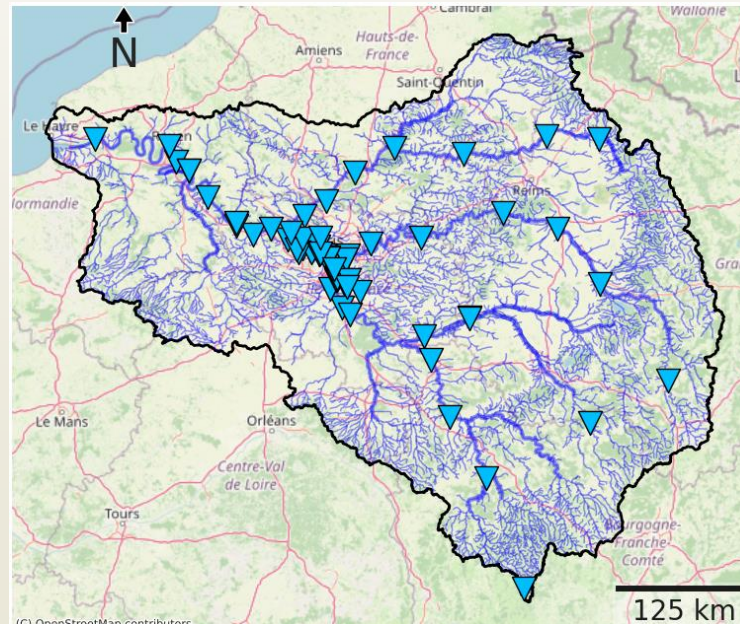 Cambrai
Wallonie
N
Hauts-de-
France
Amiens
Saint-Quentin
Le Havre
Reims
Normandie
Le Mans
Orléans
Centre-Val
de Loire
Tours
Bourgogne-
Franche-
Comté
125 km
(C) OpenStreetMap contributors